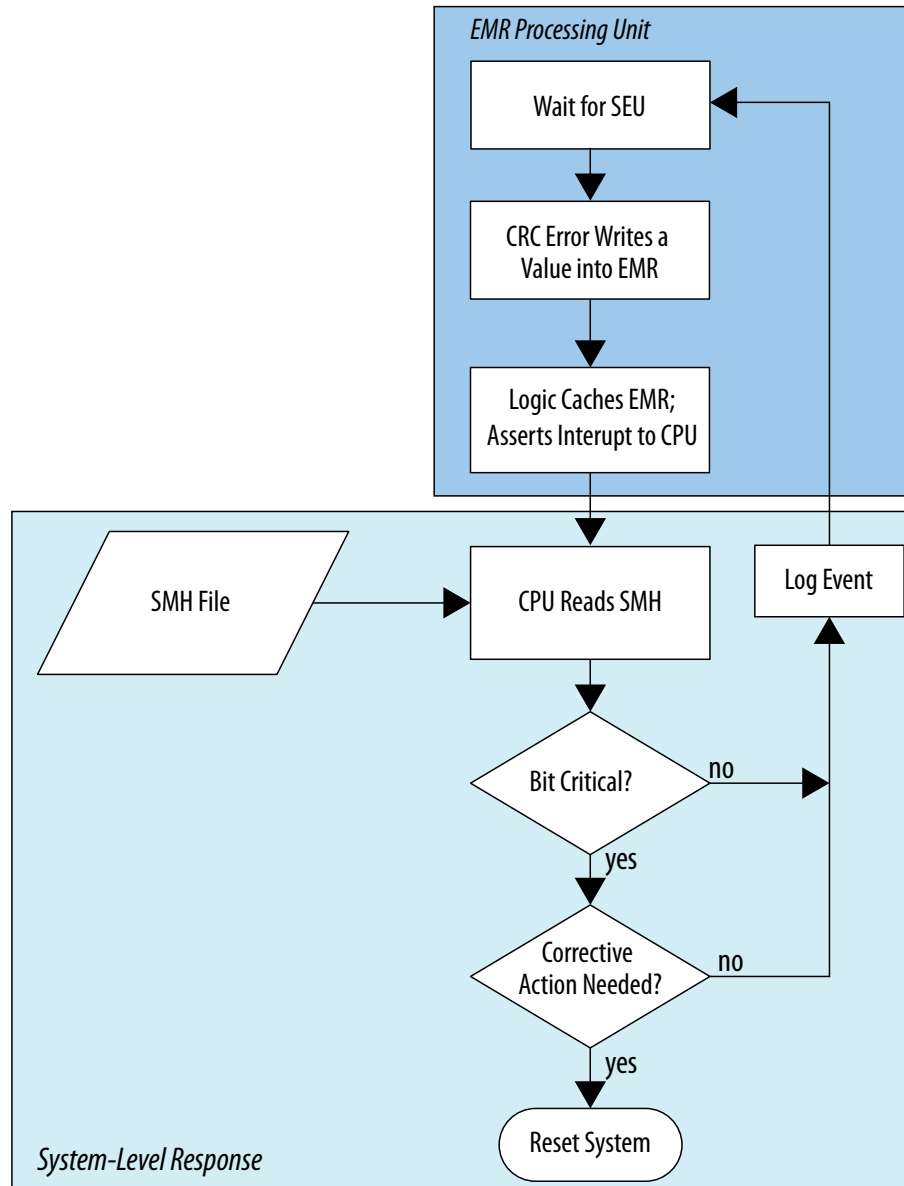 EMR Processing Unit
Wait for SEU
CRC Error Writes a
Value into EMR
Logic Caches EMR;
Asserts Interupt to CPU
SMH File
CPU Reads SMH
Log Event
Bit Critical?
no
yes
Corrective
Action Needed?
no
yes
Reset System
System-Level Response